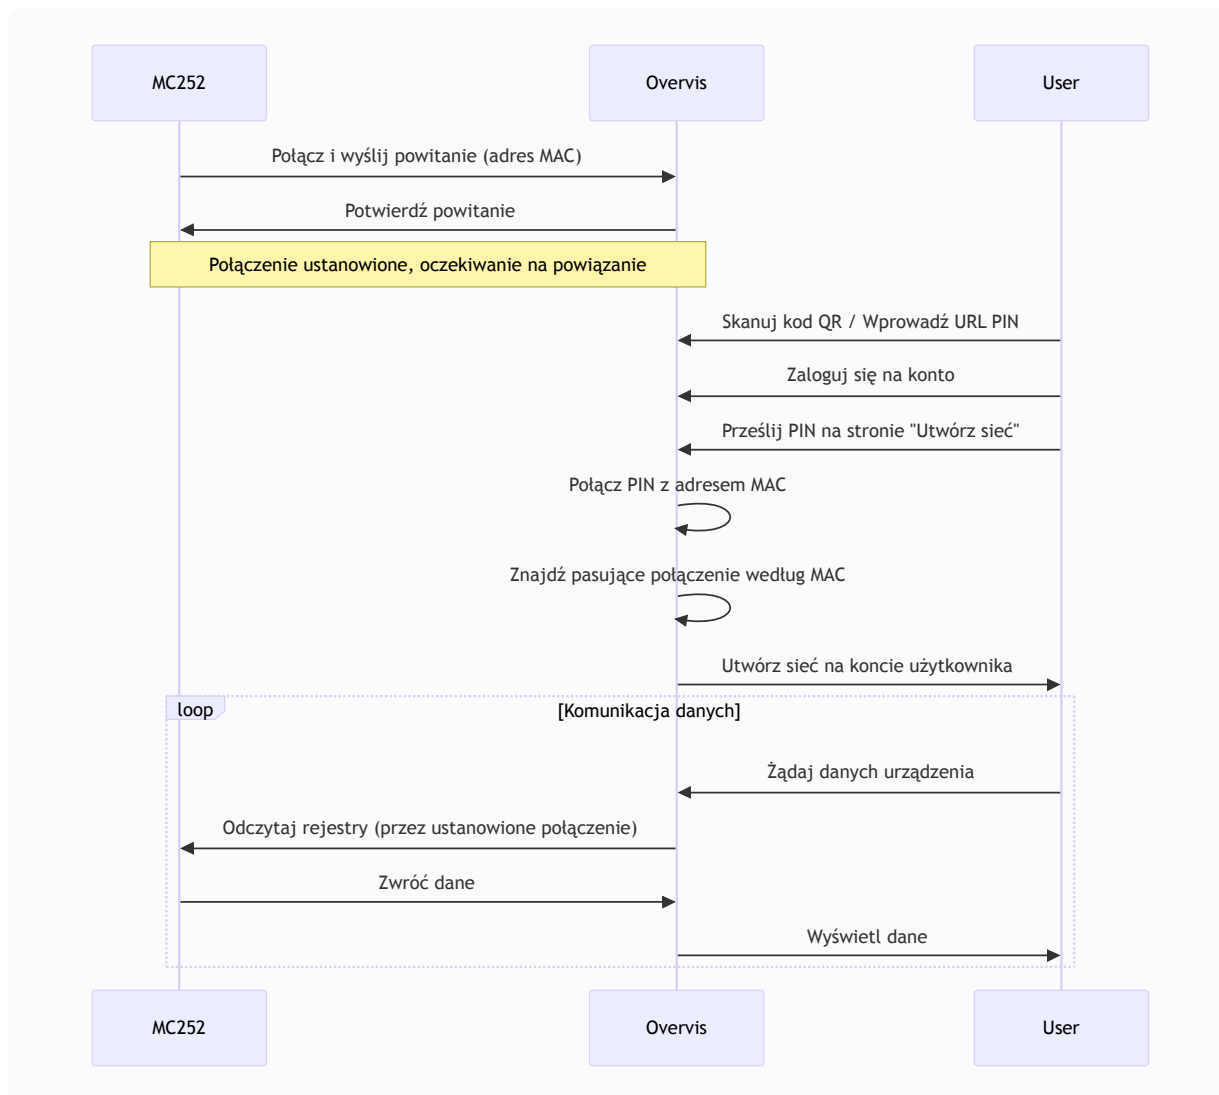 MC252
Overvis
User
Połącz i wyślij powitanie (adres MAC)
Potwierdź powitanie
Połączenie ustanowione, oczekiwanie na powiązanie
Skanuj kod QR / Wprowadź URL PIN
Zaloguj się na konto
Prześlij PIN na stronie "Utwórz sieć"
Połącz PIN z adresem MAC
Znajdź pasujące połączenie według MAC
Utwórz sieć na koncie użytkownika
loop
[Komunikacja danych]
Żądaj danych urządzenia
Odczytaj rejestry (przez ustanowione połączenie)
Zwróć dane
Wyświetl dane
MC252
Overvis
User